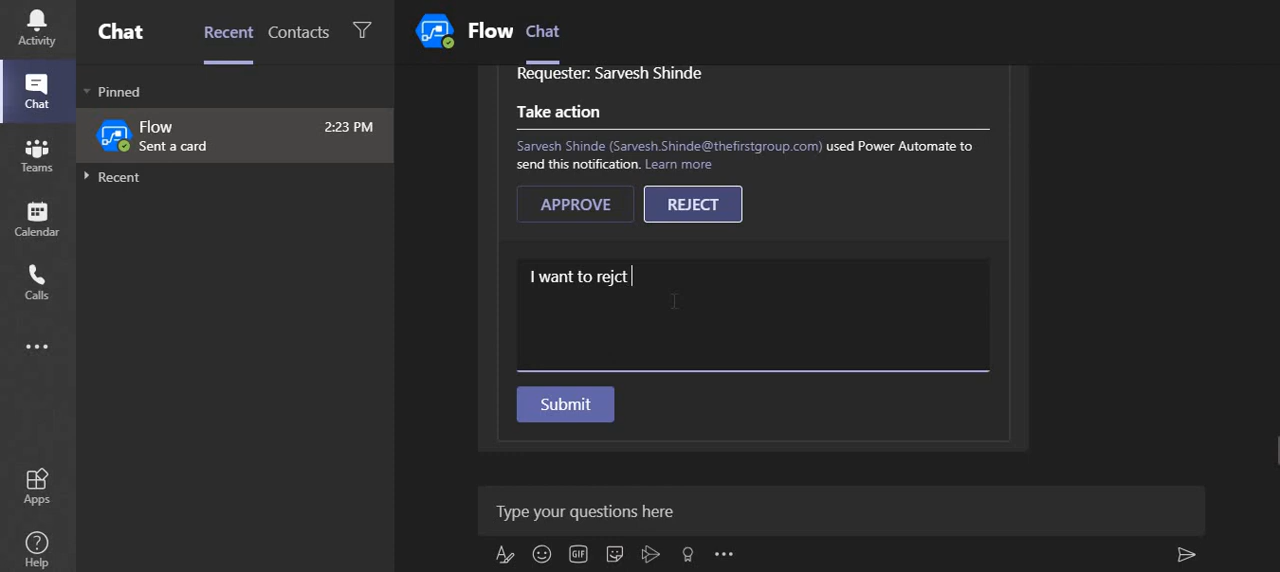 Activity
Chat
Teams
Calendar
Calls
Apps
Help
Chat
Recent Contacts
Pinned
Flow 2:23 PM
Sent a card
Recent
Flow Chat
Requester: Sarvesh Shinde
Take action
Sarvesh Shinde (Sarvesh.Shinde@thefirstgroup.com) used Power Automate to
send this notification. Learn more
APPROVE REJECT
I want to rejct
Submit
Type your questions here
GIF